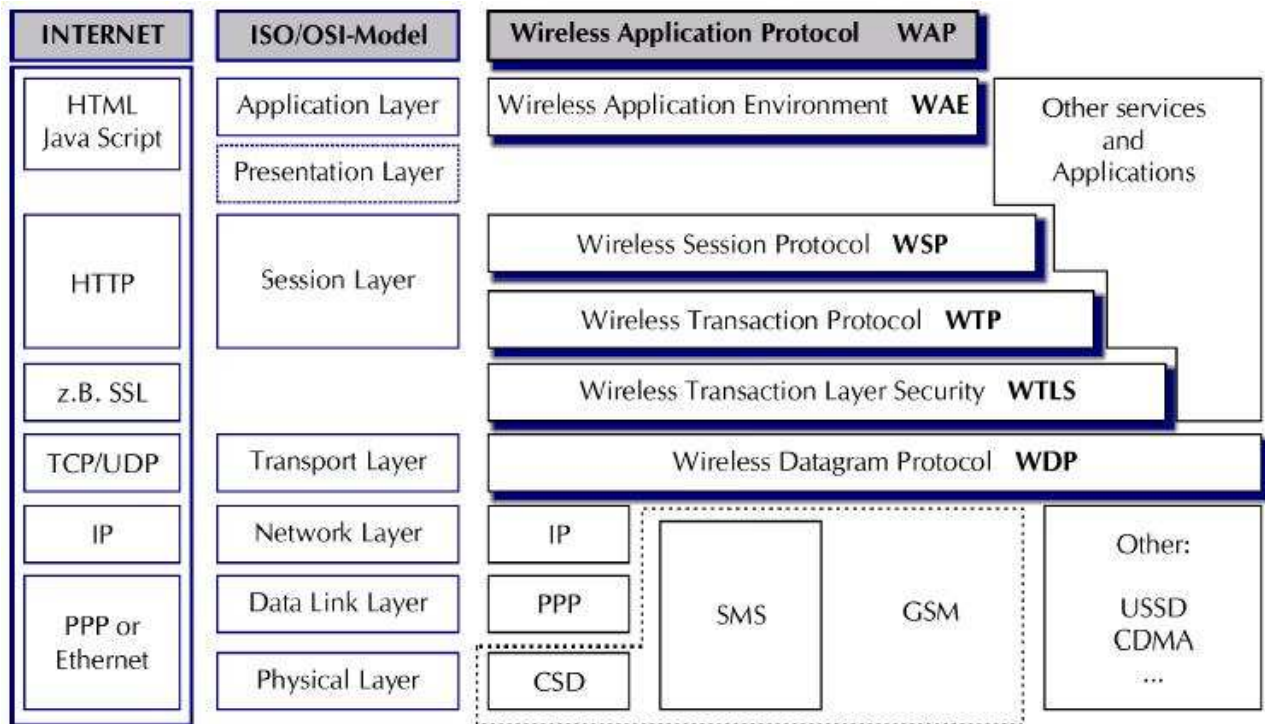 INTERNET
ISO/OSI-Model
Wireless Application Protocol WAP
HTML
Java Script
Application Layer
Wireless Application Environment WAE
Other services
and
Applications
Presentation Layer
HTTP
Session Layer
Wireless Session Protocol WSP
Wireless Transaction Protocol WTP
z.B. SSL
Wireless Transaction Layer Security WTLS
TCP/UDP
Transport Layer
Wireless Datagram Protocol WDP
IP
Network Layer
IP
PPP or
Ethernet
Data Link Layer
PPP
Physical Layer
CSD
SMS
GSM
Other:
USSD
CDMA
...